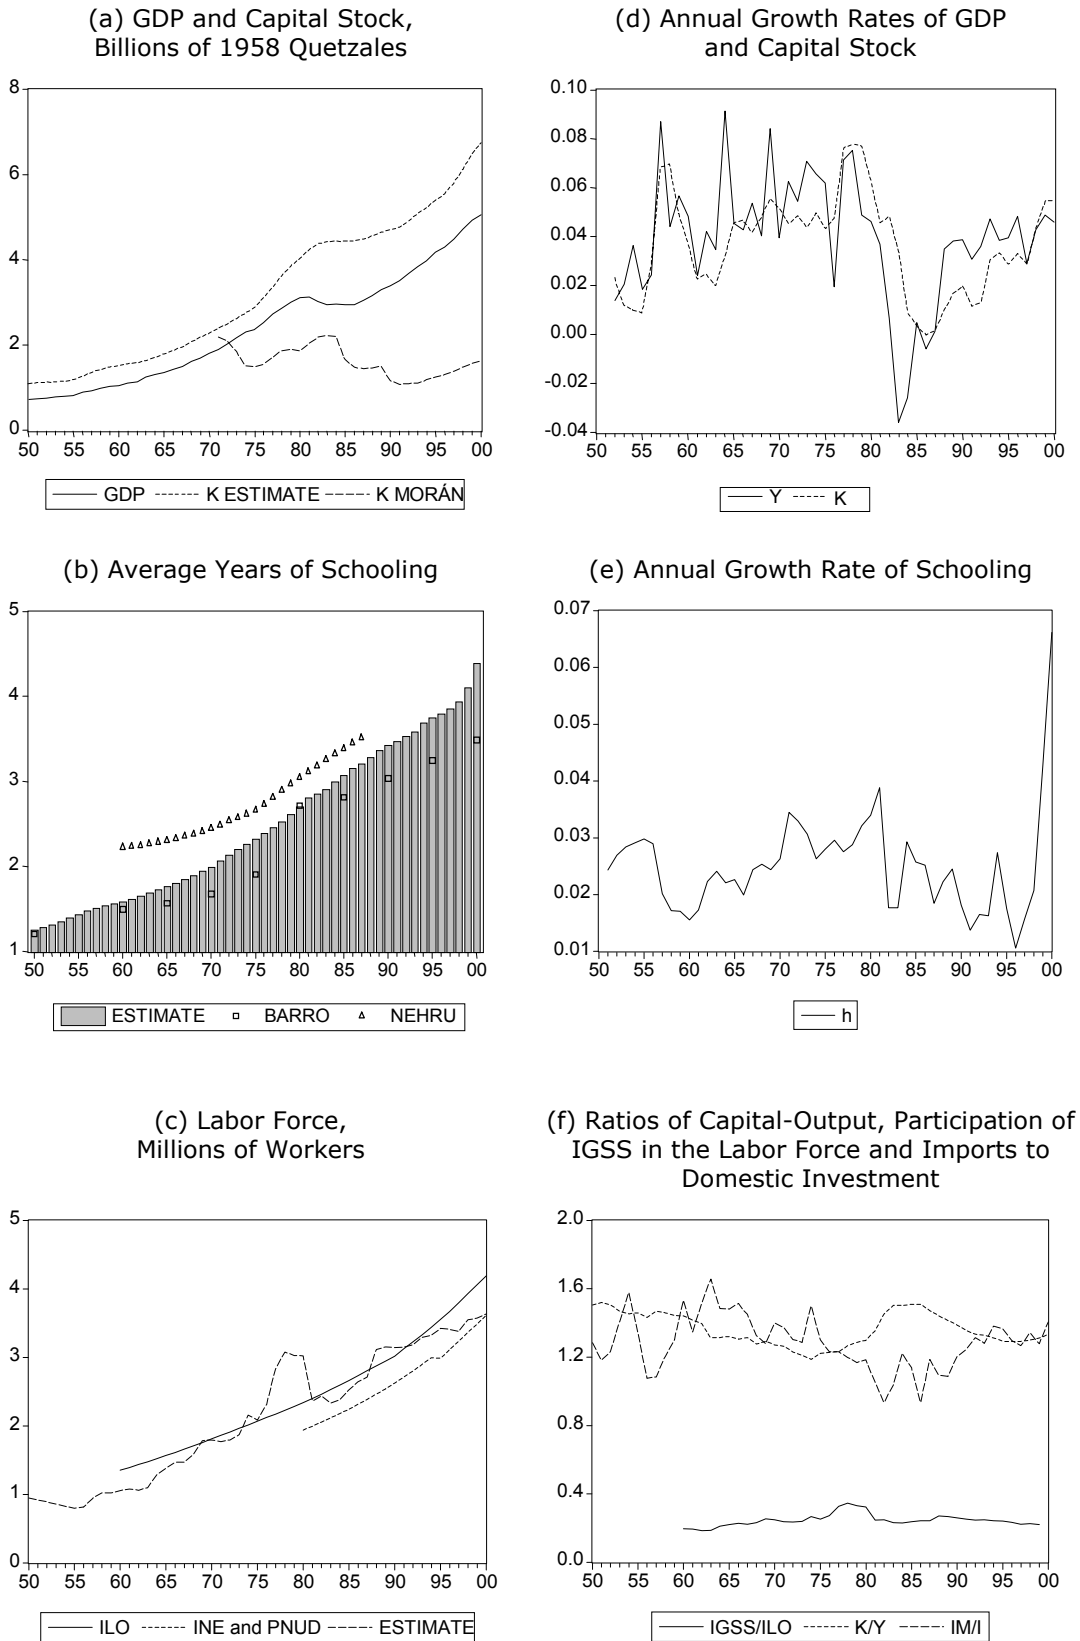 (a) GDP and Capital Stock,
Billions of 1958 Quetzales
8
6
4
2
0
50 55 60 65 70 75 80 85 90 95 00
GDP K ESTIMATE K MORÁN
(d) Annual Growth Rates of GDP
and Capital Stock
0.10
0.08
0.06
0.04
0.02
0.00
-0.02
-0.04
50 55 60 65 70 75 80 85 90 95 00
Y K
(b) Average Years of Schooling
5
4
3
2
1
50 55 60 65 70 75 80 85 90 95 00
ESTIMATE BARRO NEHRU
(e) Annual Growth Rate of Schooling
0.07
0.06
0.05
0.04
0.03
0.02
0.01
50 55 60 65 70 75 80 85 90 95 00
h
(c) Labor Force,
Millions of Workers
5
4
3
2
1
0
50 55 60 65 70 75 80 85 90 95 00
ILO INE and PNUD ESTIMATE
(f) Ratios of Capital-Output, Participation of
IGSS in the Labor Force and Imports to
Domestic Investment
2.0
1.6
1.2
0.8
0.4
0.0
50 55 60 65 70 75 80 85 90 95 00
IGSS/ILO K/Y IM/I